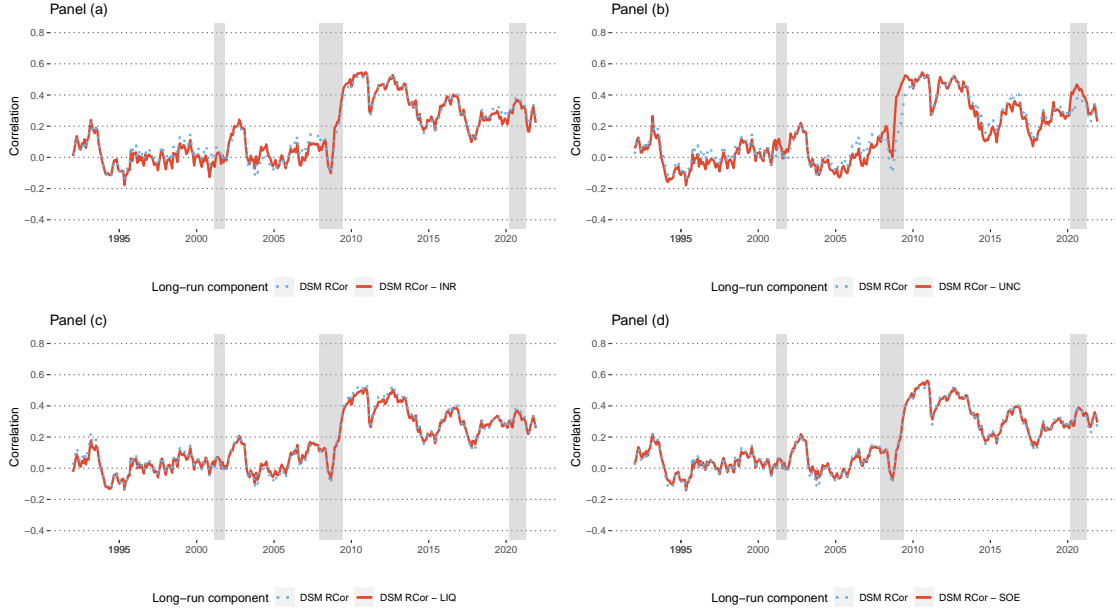 Panel (a)
0.8
0.6
0.4
0.2
0.0
−0.2
−0.4
Correlation
1995 2000 2005 2010 2015 2020
Long−run component DSM RCor DSM RCor − INR
Panel (b)
0.8
0.6
0.4
0.2
0.0
−0.2
−0.4
Correlation
1995 2000 2005 2010 2015 2020
Long−run component DSM RCor DSM RCor − UNC
Panel (c)
0.8
0.6
0.4
0.2
0.0
−0.2
−0.4
Correlation
1995 2000 2005 2010 2015 2020
Long−run component DSM RCor DSM RCor − LIQ
Panel (d)
0.8
0.6
0.4
0.2
0.0
−0.2
−0.4
Correlation
1995 2000 2005 2010 2015 2020
Long−run component DSM RCor DSM RCor − SOE